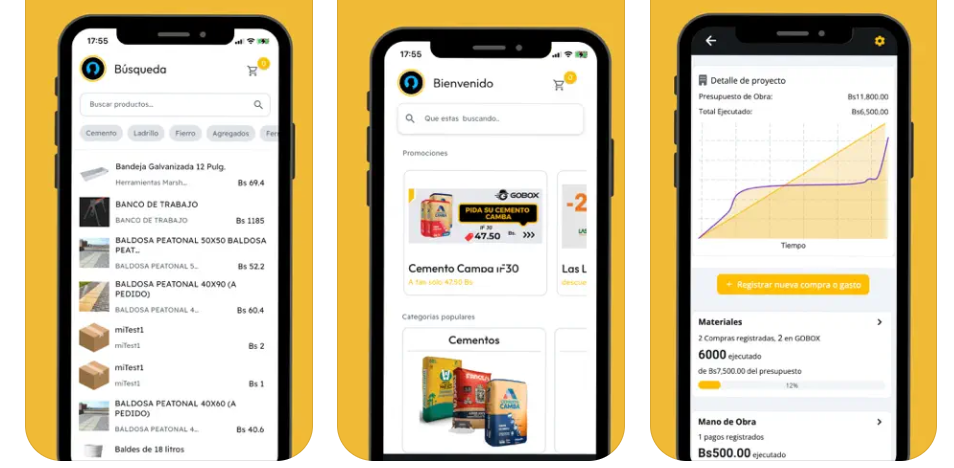 17:55
Búsqueda
0
Buscar productos...
Cemento
Ladrillo
Fierro
Agregados
Ferr
Bandeja Galvanizada 12 Pulg.
Herramientas Marsh...
Bs 69.4
BANCO DE TRABAJO
BANCO DE TRABAJO
Bs 1185
BALDOSA PEATONAL 50X50 BALDOSA
PEAT...
BALDOSA PEATONAL 5...
Bs 52.2
BALDOSA PEATONAL 40X90 (A
PEDIDO)
BALDOSA PEATONAL 4...
Bs 60.4
miTest1
miTest1
Bs 2
miTest1
miTest1
Bs 1
BALDOSA PEATONAL 40X60 (A
PEDIDO)
BALDOSA PEATONAL 4...
Bs 40.6
Baldes de 18 litros
17:55
Bienvenido
0
Que estas buscando..
Promociones
GOBOX
PIDA SU CEMENTO
CAMBA
IF 30
47.50 Bs.
Cemento Camba IF30
A tan solo 47.50 Bs
-2
Las L
descue
Categorias populares
Cementos
CAMBA
Detalle de proyecto
Presupuesto de Obra:
Bs11,800.00
Total Ejecutado:
Bs6,500.00
Tiempo
+ Registrar nueva compra o gasto
Materiales
2 Compras registradas, 2 en GOBOX
6000 ejecutado
de Bs7,500.00 del presupuesto
12%
Mano de Obra
1 pagos registrados
Bs500.00 ejecutado